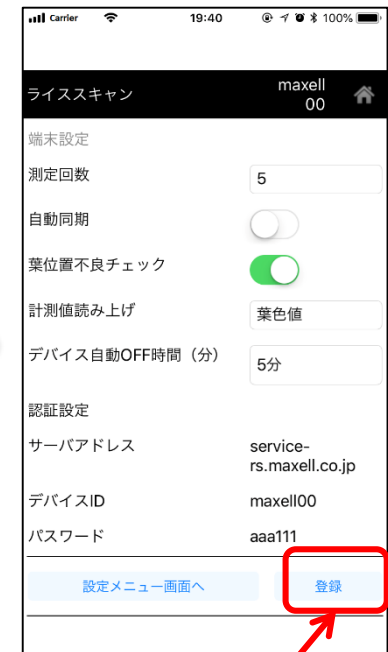 Carrier 19:40 100%
ライススキャン maxell
00
端末設定
測定回数 5
自動同期
葉位置不良チェック
計測値読み上げ 葉色値
デバイス自動OFF時間（分） 5分
認証設定
サーバアドレス service-
rs.maxell.co.jp
デバイスID maxell00
パスワード aaa111
設定メニュー画面へ 登録